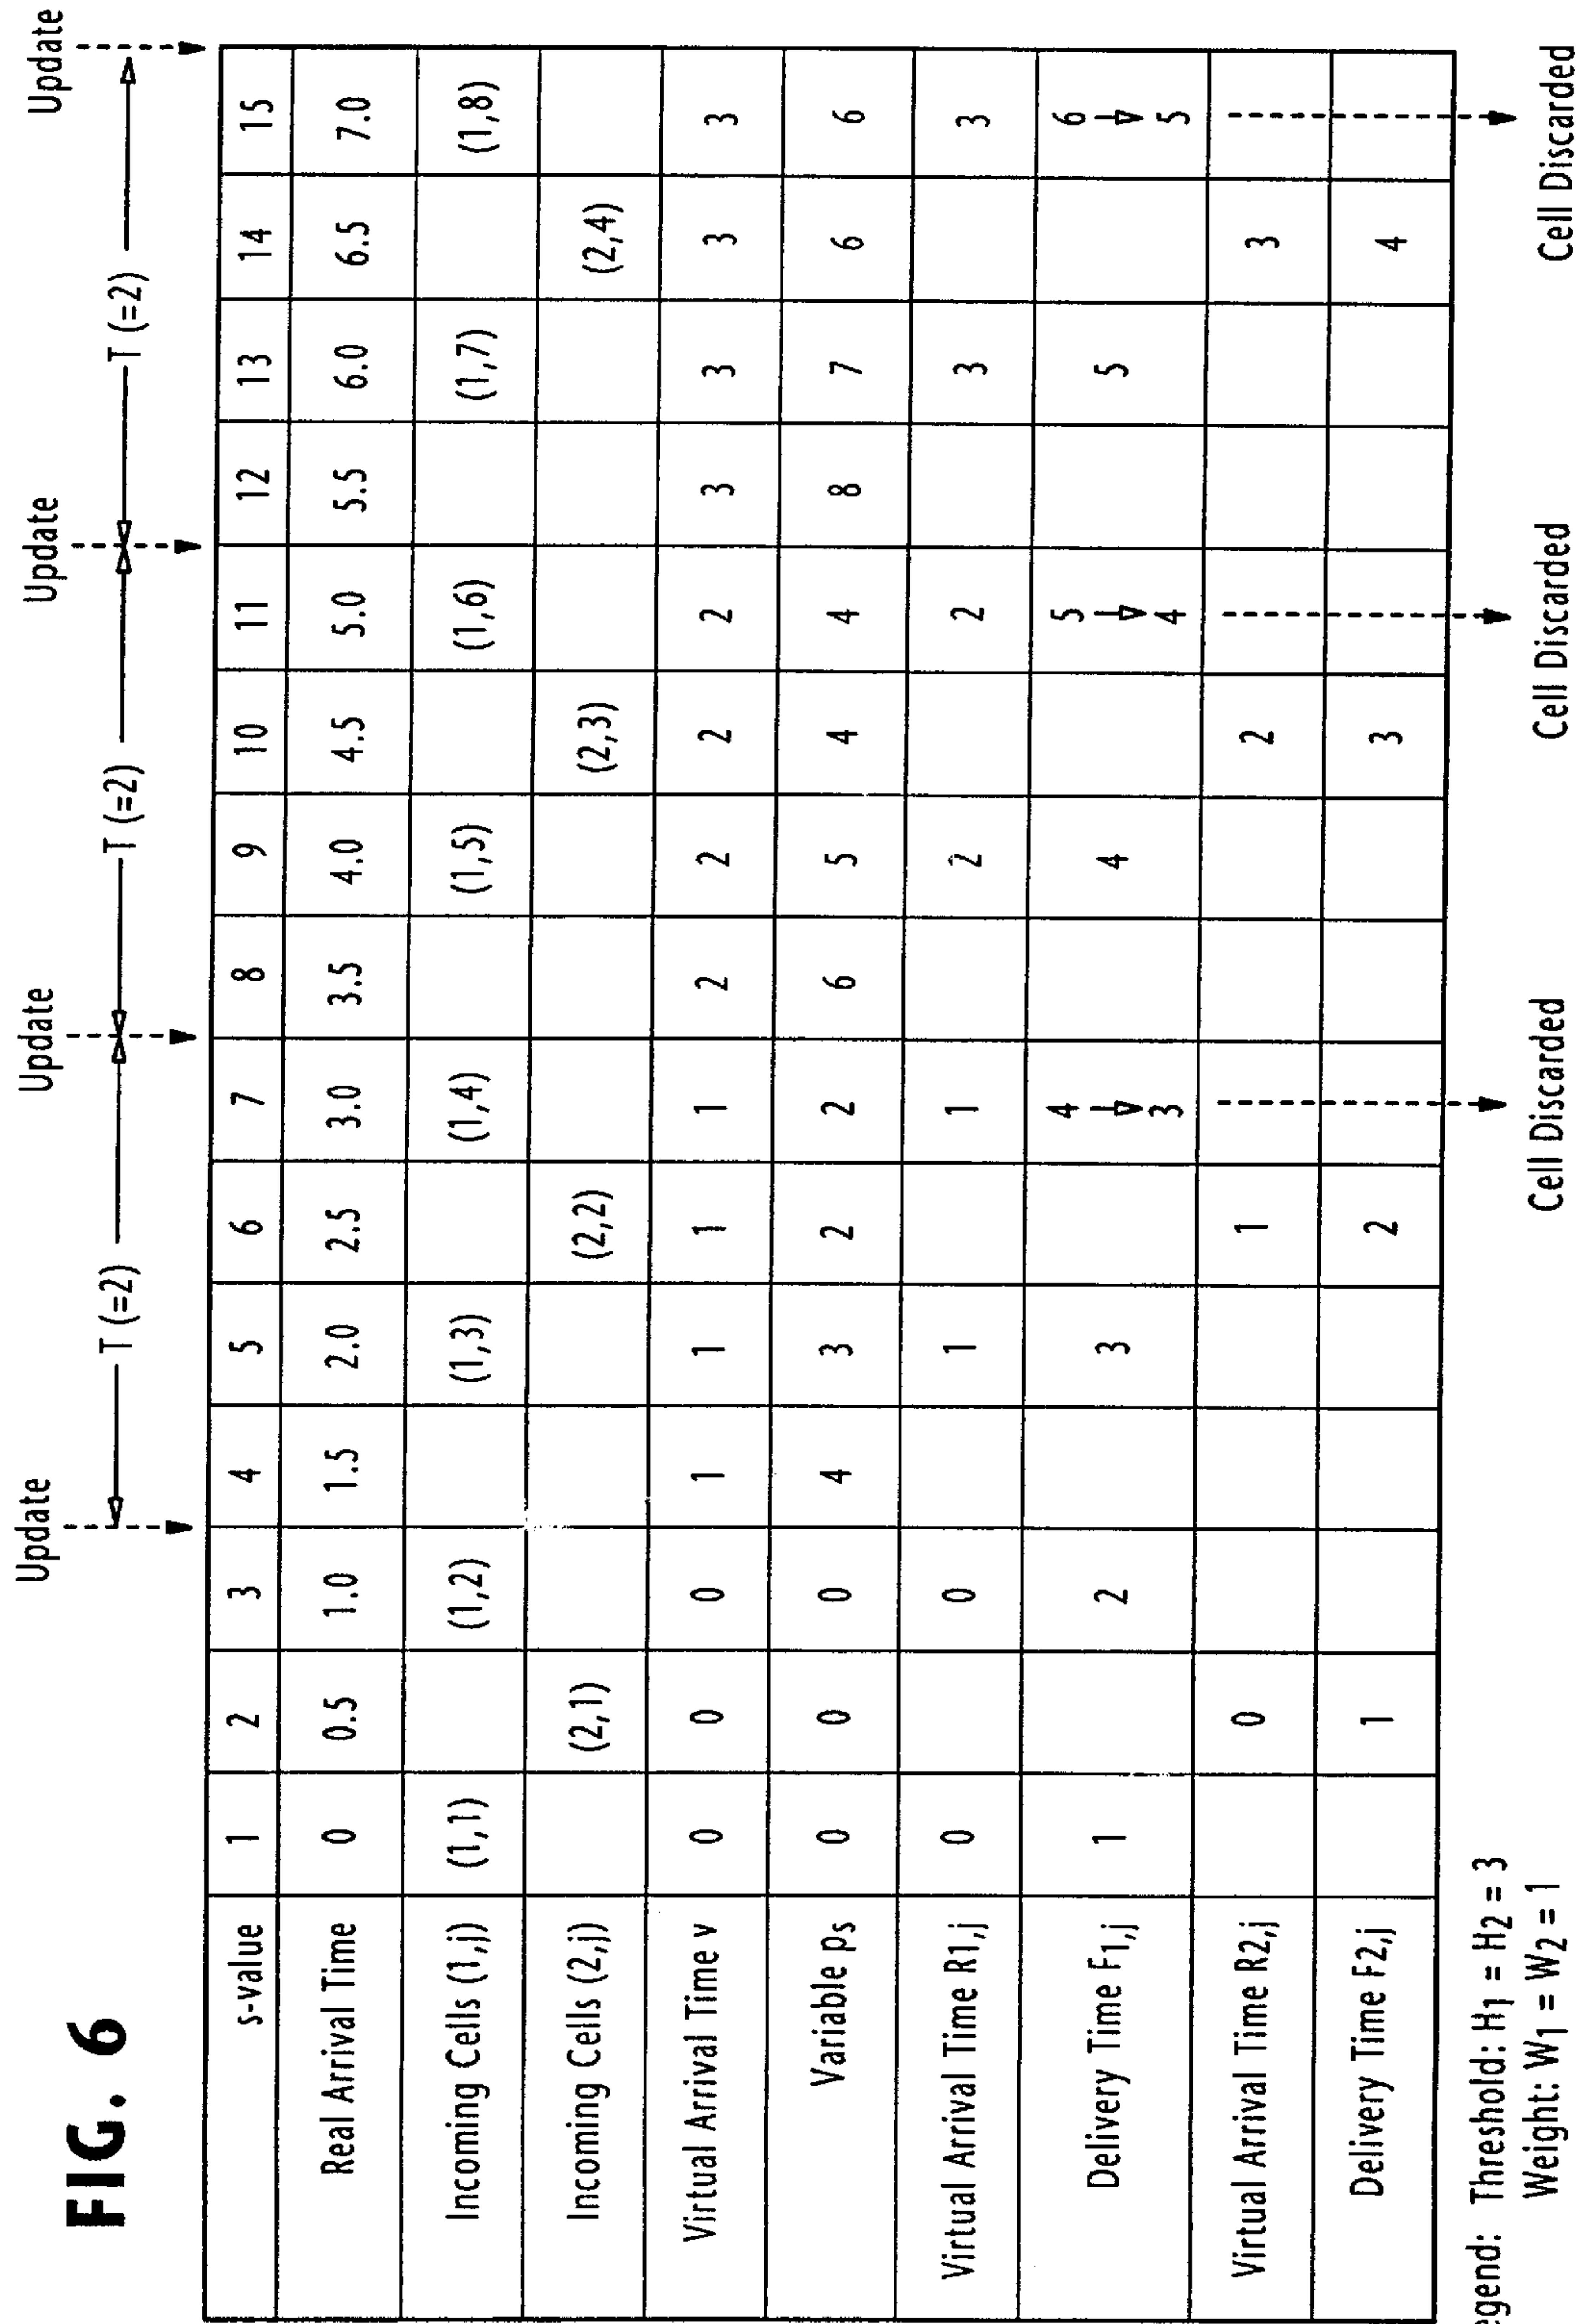 FIG. 6
Update Update Update Update
T (=2) T (=2) T (=2)
s-value 1 2 3 4 5 6 7 8 9 10 11 12 13 14 15
Real Arrival Time 0 0.5 1.0 1.5 2.0 2.5 3.0 3.5 4.0 4.5 5.0 5.5 6.0 6.5 7.0
Incoming Cells (1,j) (1,1) (1,2) (1,3) (1,4) (1,5) (1,6) (1,7) (1,8)
Incoming Cells (2,j) (2,1) (2,2) (2,3) (2,4)
Virtual Arrival Time v 0 0 0 1 1 1 1 2 2 2 2 3 3 3 3
Variable ps 0 0 0 4 3 2 2 6 5 4 4 8 7 6 6
Virtual Arrival Time R1,j 0 0 1 1 2 2 3 3
Delivery Time F1,j 1 2 3 4→3 4 5→4 5 6→5
Virtual Arrival Time R2,j 0 1 2 3
Delivery Time F2,j 1 2 3 4
Cell Discarded Cell Discarded Cell Discarded
egend: Threshold: H1 = H2 = 3
Weight: W1 = W2 = 1